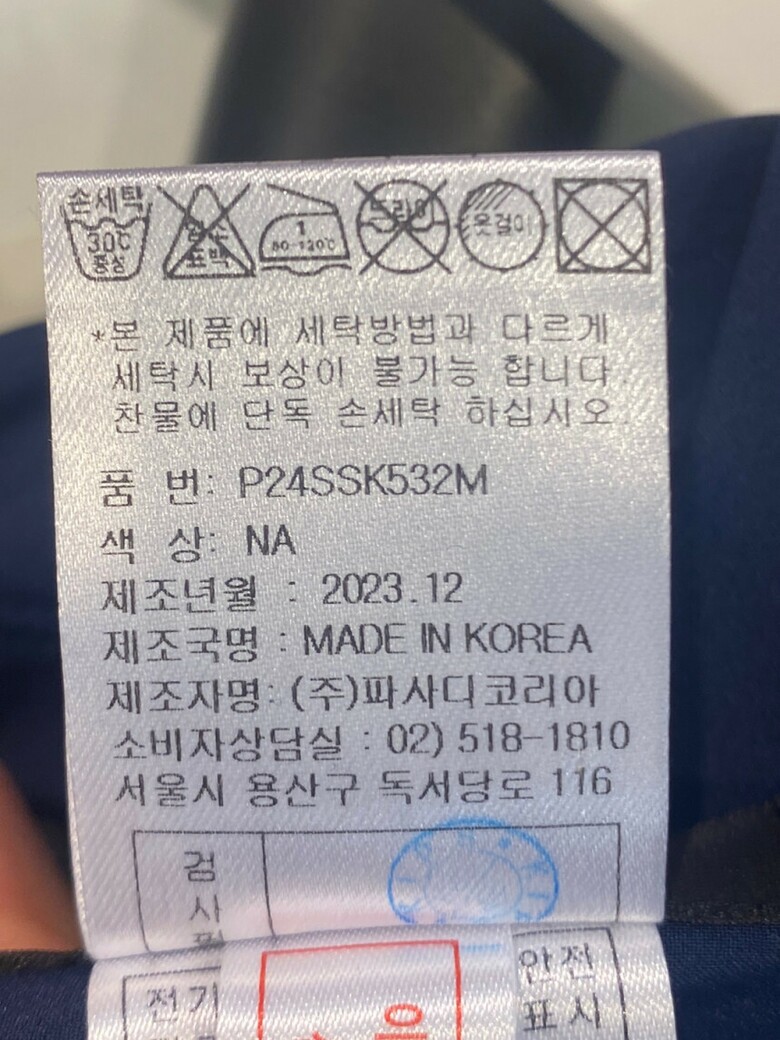 손세탁
30℃
중성
염소
표백
1
80-120℃
드라이
옷걸이
*본 제품에 세탁방법과 다르게
세탁시 보상이 불가능 합니다.
찬물에 단독 손세탁 하십시오.
품 번: P24SSK532M
색 상: NA
제조년월 : 2023.12
제조국명 : MADE IN KOREA
제조자명: (주)파사디코리아
소비자상담실 : 02) 518-1810
서울시 용산구 독서당로 116
검
사
전기
안전
표시